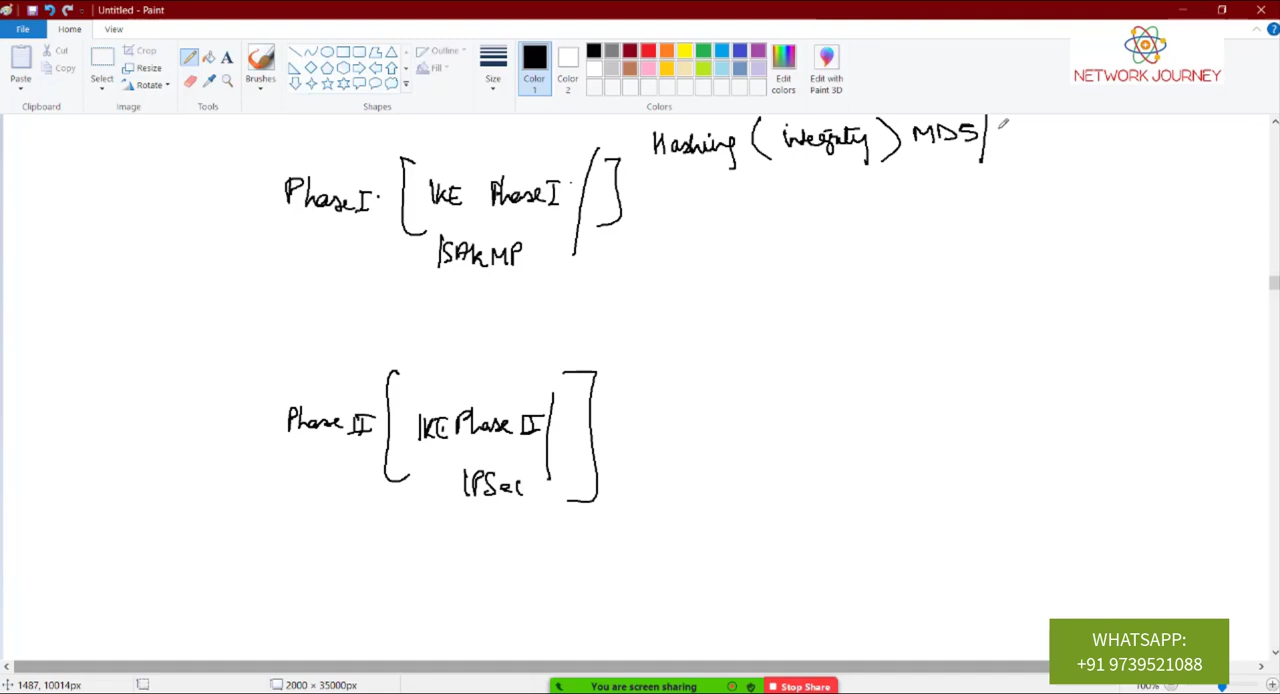 Untitled - Paint
File Home View
Paste Cut Copy Clipboard
Select Crop Resize Rotate Image
Tools
Brushes
Shapes
Outline Fill
Size
Color 1 Color 2 Colors
Edit colors
Edit with Paint 3D
NETWORK JOURNEY
Hashing (integrity) MD5/
Phase I. [ IKE Phase I / ]
ISAkMP
Phase II [ IKE Phase II / ]
IPSec
WHATSAPP:
+91 9739521088
1487, 10014px
2000 × 35000px
You are screen sharing
Stop Share
100%